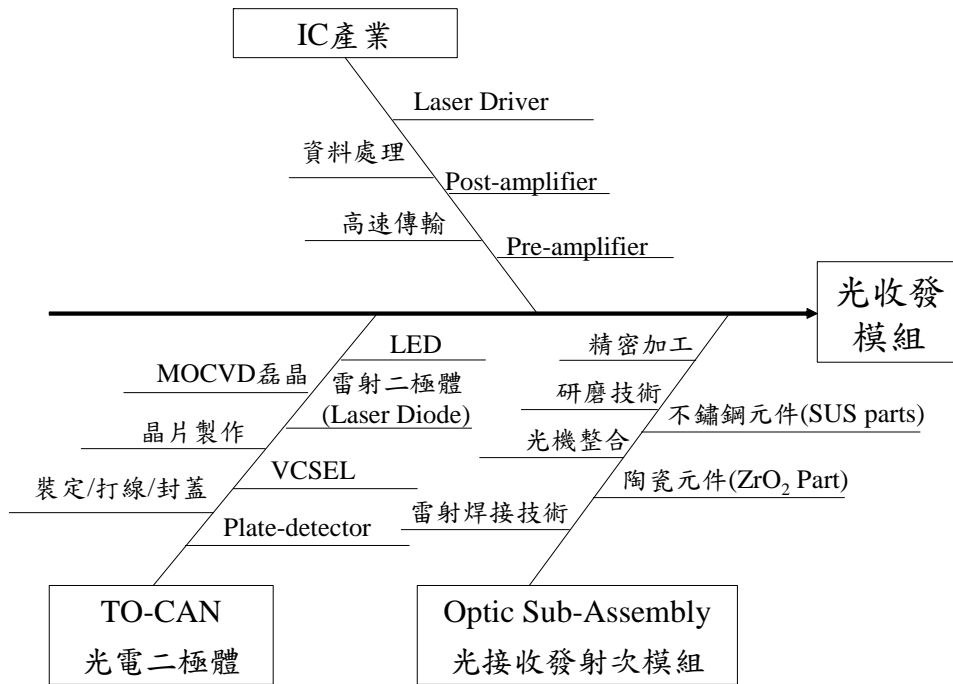 IC產業
Laser Driver
資料處理
Post-amplifier
高速傳輸
Pre-amplifier
光收發
模組
LED
MOCVD磊晶
雷射二極體
(Laser Diode)
晶片製作
VCSEL
裝定/打線/封蓋
Plate-detector
精密加工
研磨技術
不鏽鋼元件(SUS parts)
光機整合
陶瓷元件(ZrO₂ Part)
雷射焊接技術
TO-CAN
光電二極體
Optic Sub-Assembly
光接收發射次模組